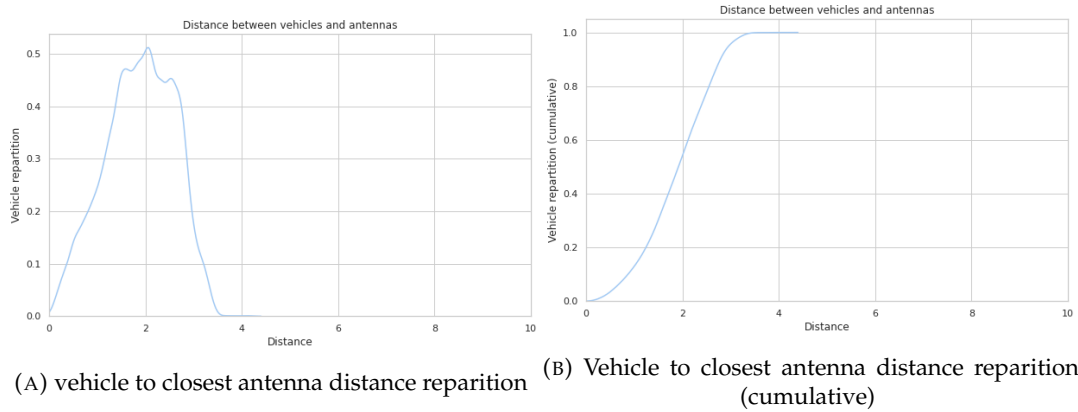 Distance between vehicles and antennas
0.5
0.4
0.3
0.2
0.1
0.0
Vehicle repartition
0 2 4 6 8 10
Distance
(A) vehicle to closest antenna distance reparition
Distance between vehicles and antennas
1.0
0.8
0.6
0.4
0.2
0.0
Vehicle repartition (cumulative)
0 2 4 6 8 10
Distance
(B) Vehicle to closest antenna distance reparition
(cumulative)